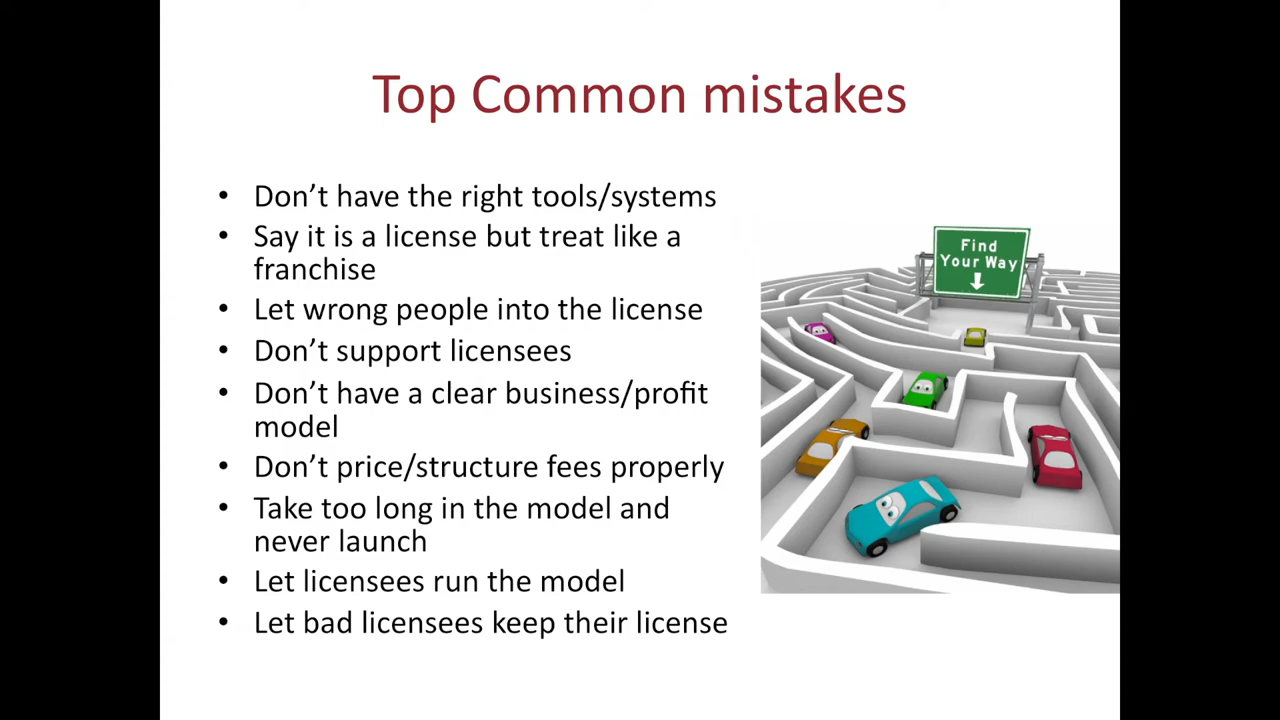 Top Common mistakes
• Don’t have the right tools/systems
• Say it is a license but treat like a
franchise
• Let wrong people into the license
• Don’t support licensees
• Don’t have a clear business/profit
model
• Don’t price/structure fees properly
• Take too long in the model and
never launch
• Let licensees run the model
• Let bad licensees keep their license
Find
Your Way